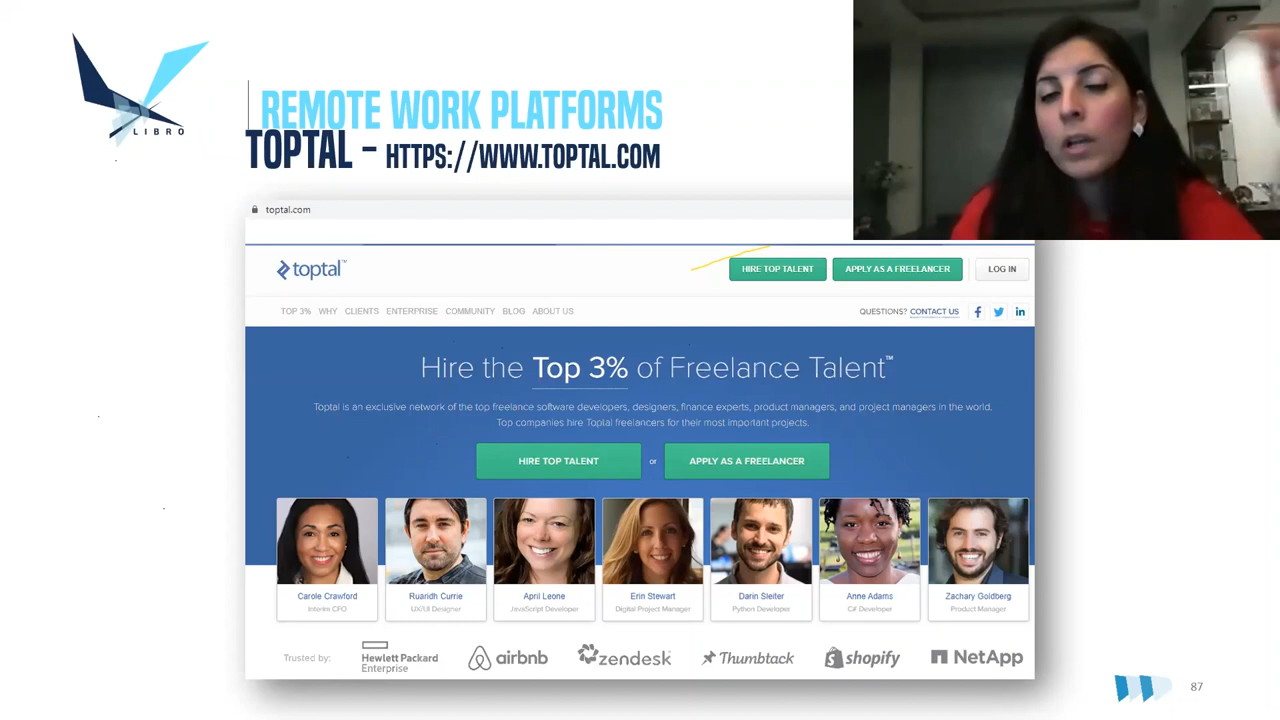 LIBRO
REMOTE WORK PLATFORMS
TOPTAL - HTTPS://WWW.TOPTAL.COM
toptal.com
toptal™
HIRE TOP TALENT
APPLY AS A FREELANCER
LOG IN
TOP 3% WHY CLIENTS ENTERPRISE COMMUNITY BLOG ABOUT US
QUESTIONS? CONTACT US
Hire the Top 3% of Freelance Talent™
Toptal is an exclusive network of the top freelance software developers, designers, finance experts, product managers, and project managers in the world.
Top companies hire Toptal freelancers for their most important projects.
HIRE TOP TALENT or APPLY AS A FREELANCER
Carole Crawford
Interim CFO
Ruaridh Currie
UX/UI Designer
April Leone
JavaScript Developer
Erin Stewart
Digital Project Manager
Darin Sleiter
Python Developer
Anne Adams
C# Developer
Zachary Goldberg
Product Manager
Trusted by:
Hewlett Packard
Enterprise
airbnb
zendesk
Thumbtack
shopify
NetApp
87